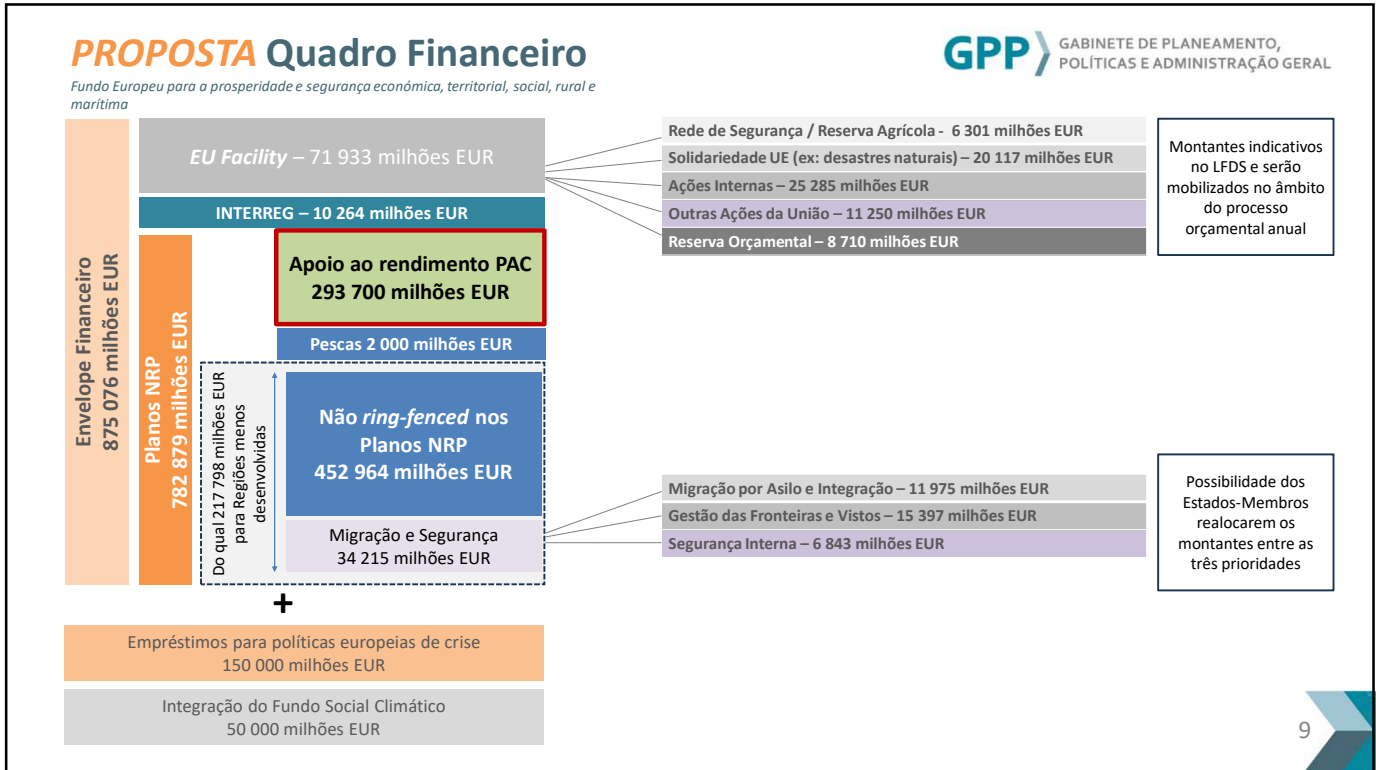 PROPOSTA Quadro Financeiro
Fundo Europeu para a prosperidade e segurança económica, territorial, social, rural e
marítima
GPP
GABINETE DE PLANEAMENTO,
POLÍTICAS E ADMINISTRAÇÃO GERAL
Envelope Financeiro
875 076 milhões EUR
EU Facility – 71 933 milhões EUR
INTERREG – 10 264 milhões EUR
Planos NRP
782 879 milhões EUR
Apoio ao rendimento PAC
293 700 milhões EUR
Pescas 2 000 milhões EUR
Do qual 217 798 milhões EUR
para Regiões menos
desenvolvidas
Não ring-fenced nos
Planos NRP
452 964 milhões EUR
Migração e Segurança
34 215 milhões EUR
Rede de Segurança / Reserva Agrícola - 6 301 milhões EUR
Solidariedade UE (ex: desastres naturais) – 20 117 milhões EUR
Ações Internas – 25 285 milhões EUR
Outras Ações da União – 11 250 milhões EUR
Reserva Orçamental – 8 710 milhões EUR
Montantes indicativos
no LFDS e serão
mobilizados no âmbito
do processo
orçamental anual
Migração por Asilo e Integração – 11 975 milhões EUR
Gestão das Fronteiras e Vistos – 15 397 milhões EUR
Segurança Interna – 6 843 milhões EUR
Possibilidade dos
Estados-Membros
realocarem os
montantes entre as
três prioridades
+
Empréstimos para políticas europeias de crise
150 000 milhões EUR
Integração do Fundo Social Climático
50 000 milhões EUR
9